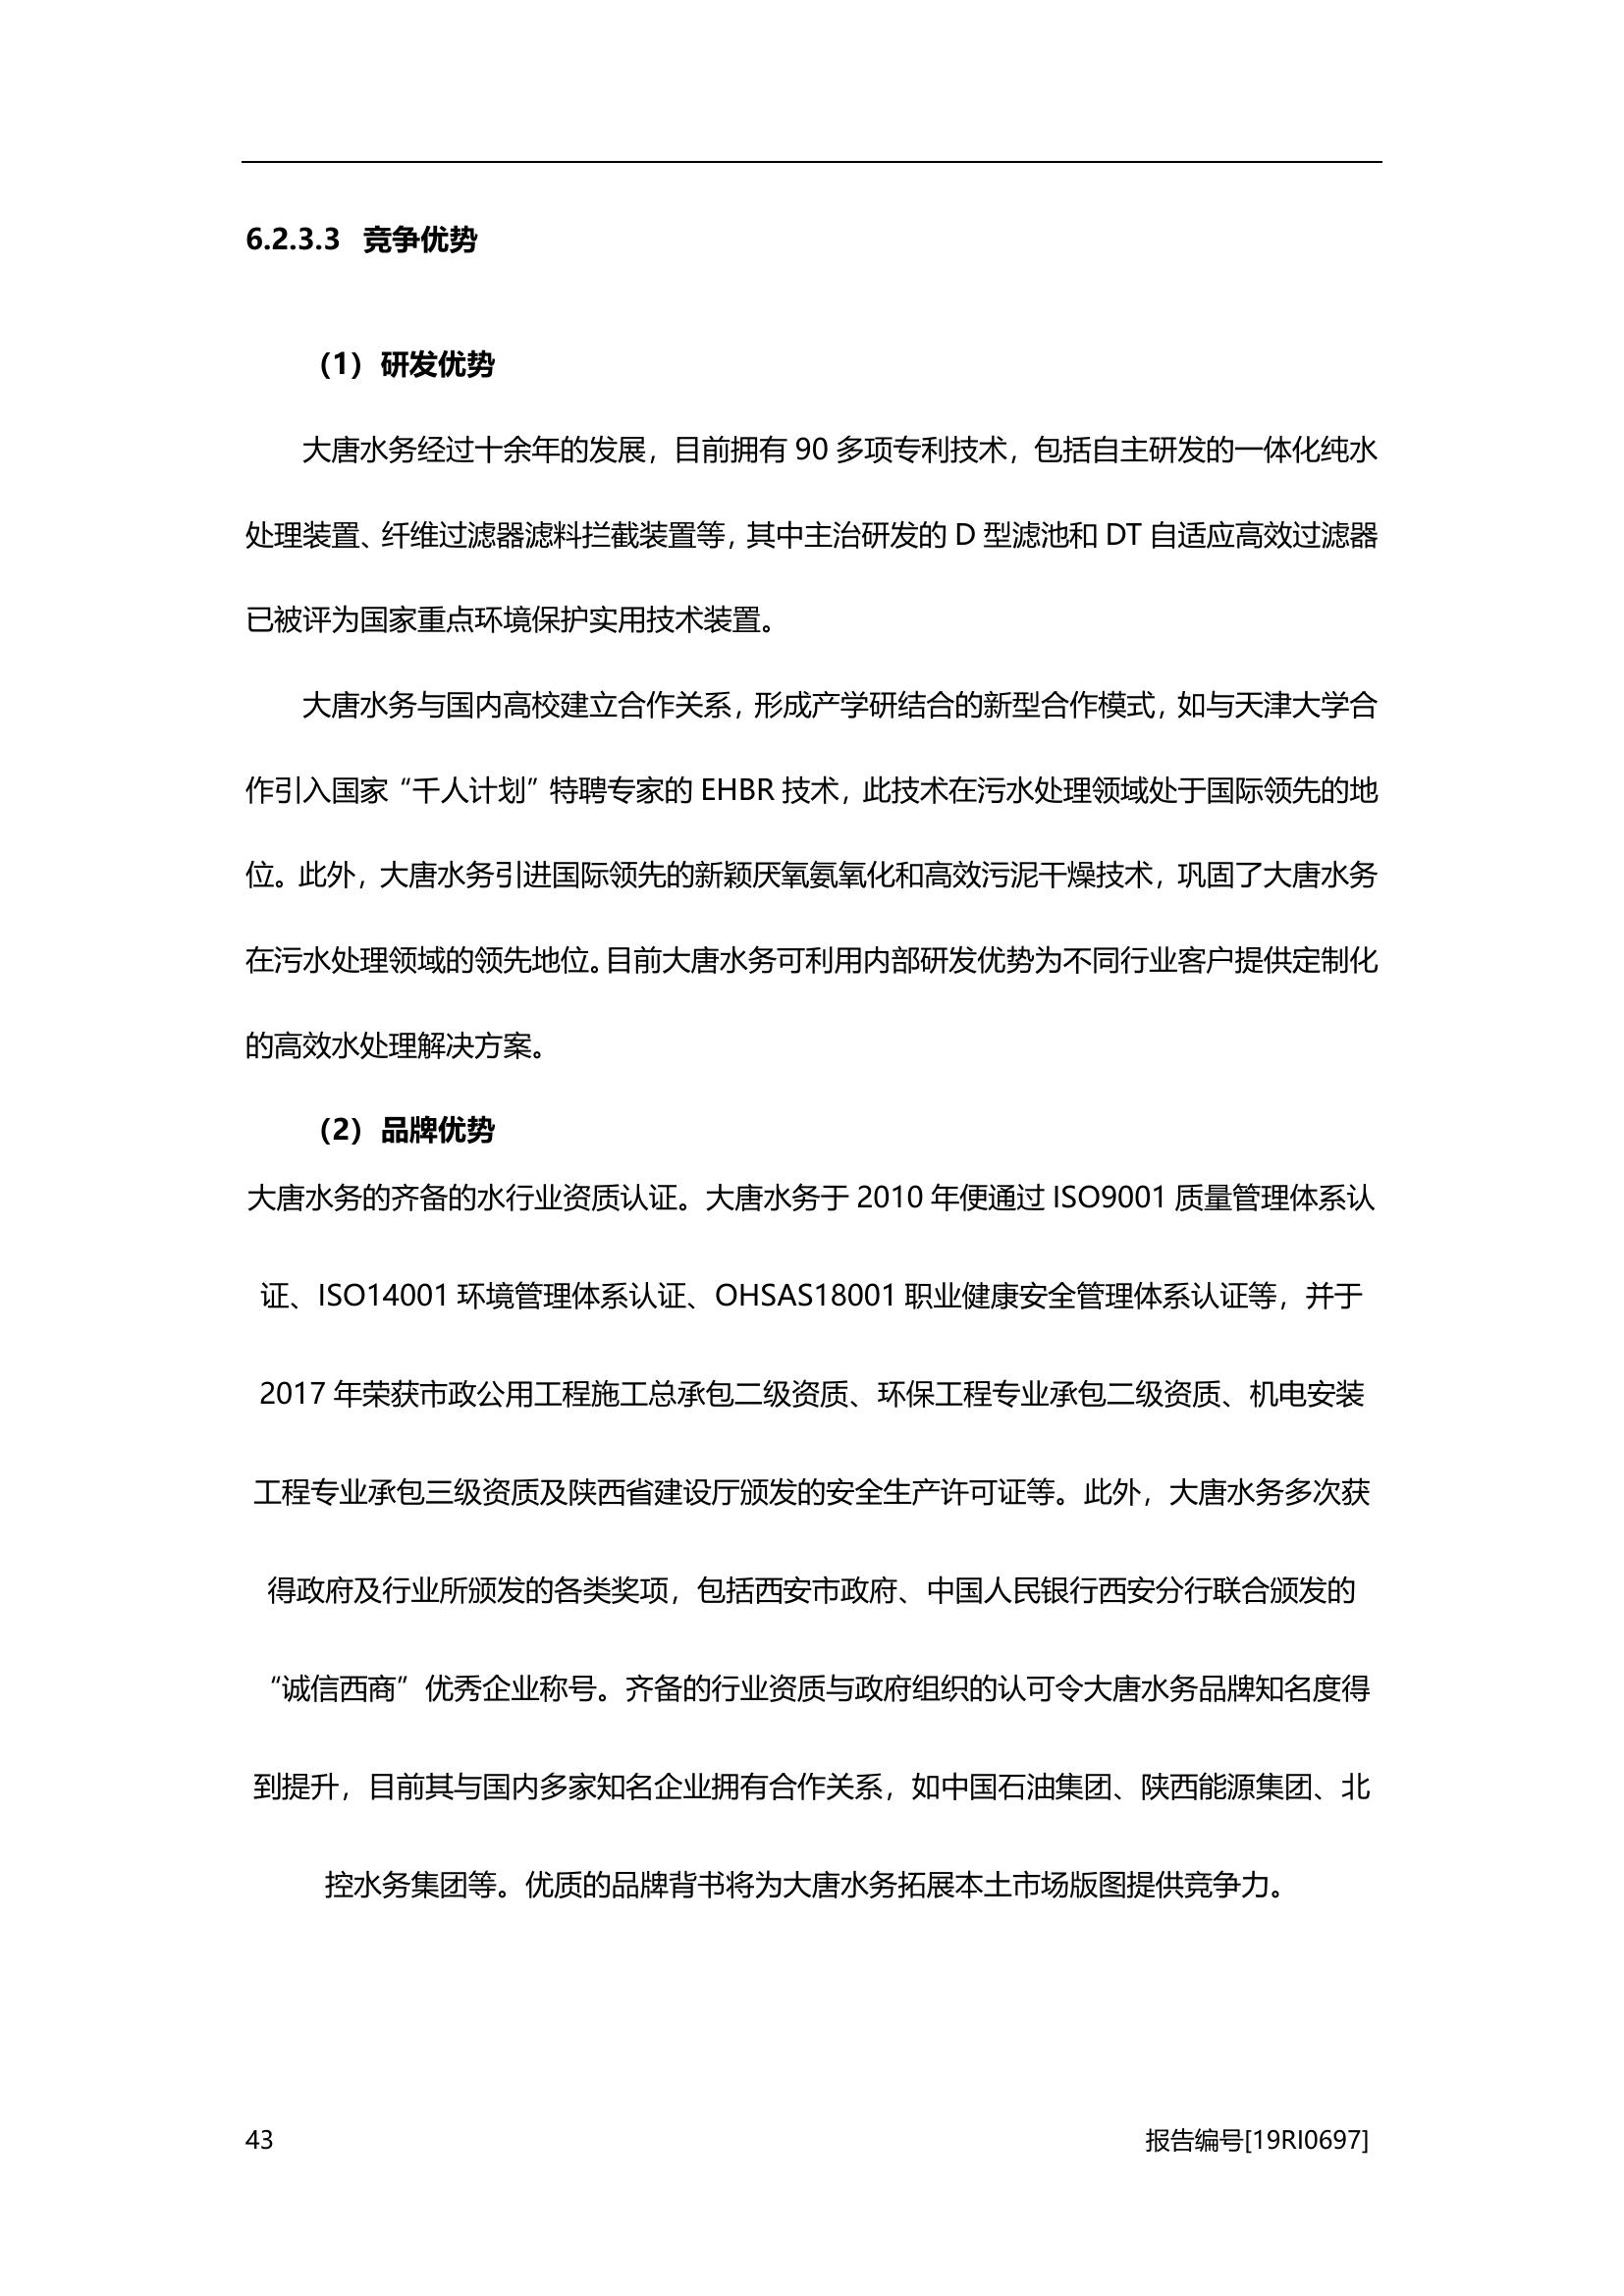 6.2.3.3 竞争优势
（1）研发优势
大唐水务经过十余年的发展，目前拥有 90 多项专利技术，包括自主研发的一体化纯水
处理装置、纤维过滤器滤料拦截装置等，其中主治研发的 D 型滤池和 DT 自适应高效过滤器
已被评为国家重点环境保护实用技术装置。
大唐水务与国内高校建立合作关系，形成产学研结合的新型合作模式，如与天津大学合
作引入国家“千人计划”特聘专家的 EHBR 技术，此技术在污水处理领域处于国际领先的地
位。此外，大唐水务引进国际领先的新颖厌氧氨氧化和高效污泥干燥技术，巩固了大唐水务
在污水处理领域的领先地位。目前大唐水务可利用内部研发优势为不同行业客户提供定制化
的高效水处理解决方案。
（2）品牌优势
大唐水务的齐备的水行业资质认证。大唐水务于 2010 年便通过 ISO9001 质量管理体系认
证、ISO14001 环境管理体系认证、OHSAS18001 职业健康安全管理体系认证等，并于
2017 年荣获市政公用工程施工总承包二级资质、环保工程专业承包二级资质、机电安装
工程专业承包三级资质及陕西省建设厅颁发的安全生产许可证等。此外，大唐水务多次获
得政府及行业所颁发的各类奖项，包括西安市政府、中国人民银行西安分行联合颁发的
“诚信西商”优秀企业称号。齐备的行业资质与政府组织的认可令大唐水务品牌知名度得
到提升，目前其与国内多家知名企业拥有合作关系，如中国石油集团、陕西能源集团、北
控水务集团等。优质的品牌背书将为大唐水务拓展本土市场版图提供竞争力。
43 报告编号[19RI0697]